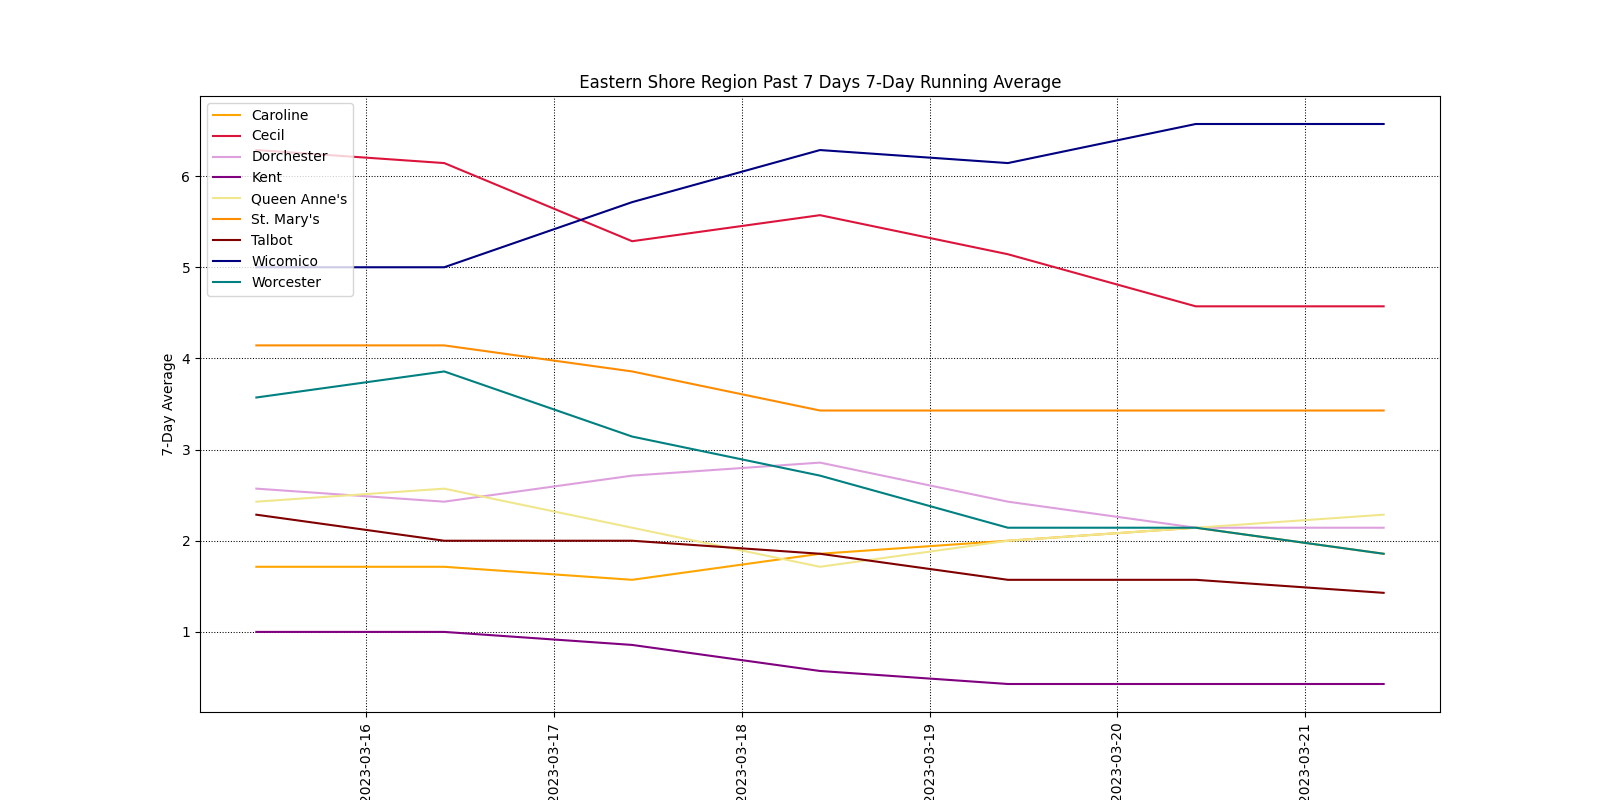 Eastern Shore Region Past 7 Days 7-Day Running Average
Caroline
Cecil
Dorchester
Kent
Queen Anne's
St. Mary's
Talbot
Wicomico
Worcester
7-Day Average
6
5
4
3
2
1
2023-03-16
2023-03-17
2023-03-18
2023-03-19
2023-03-20
2023-03-21